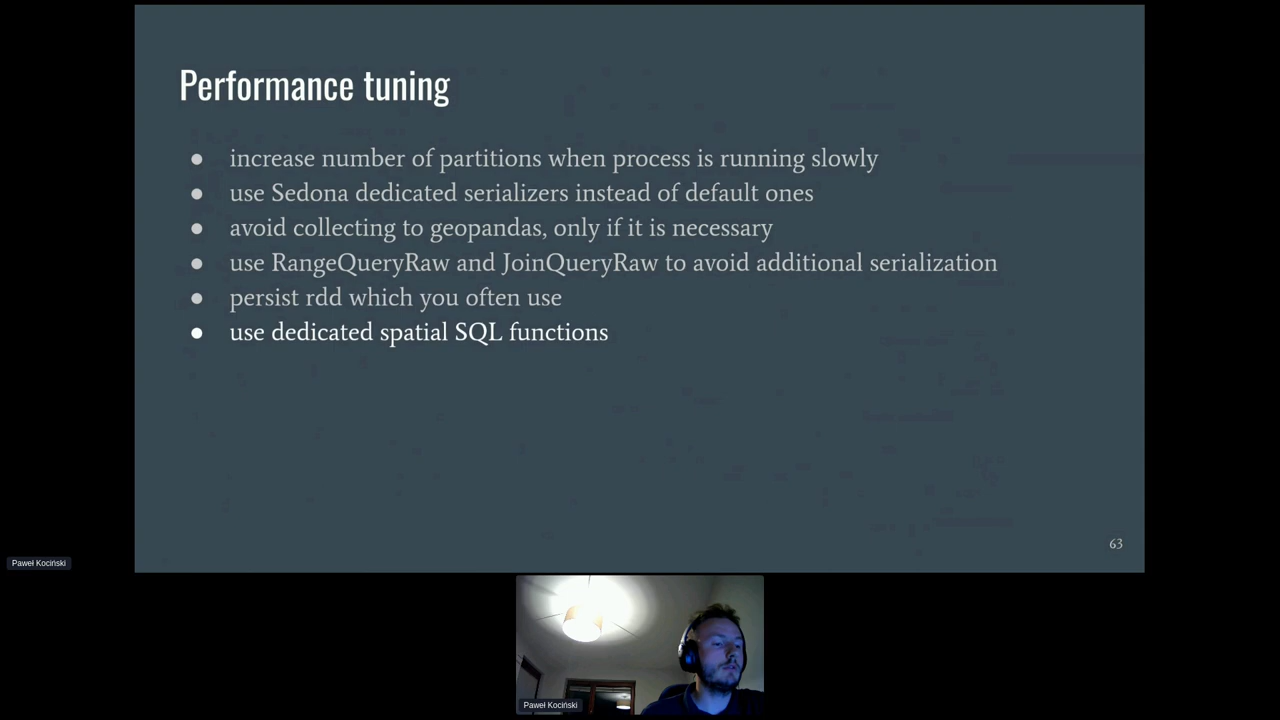 Performance tuning
● increase number of partitions when process is running slowly
● use Sedona dedicated serializers instead of default ones
● avoid collecting to geopandas, only if it is necessary
● use RangeQueryRaw and JoinQueryRaw to avoid additional serialization
● persist rdd which you often use
● use dedicated spatial SQL functions
63
Paweł Kociński
Paweł Kociński